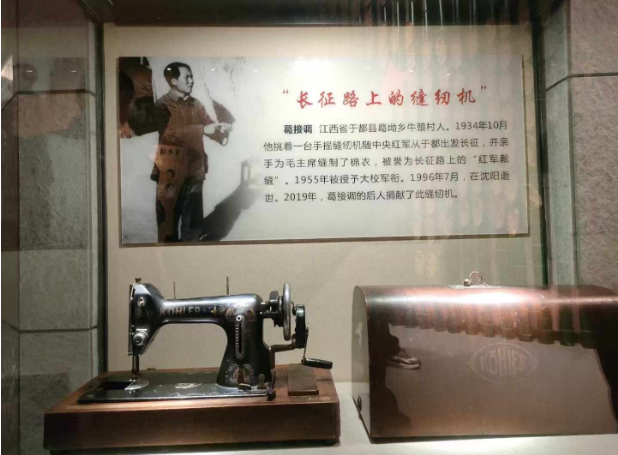 “长征路上的缝纫机”
葛接调 江西省于都县葛坳乡牛颈村人。1934年10月
他挑着一台手摇缝纫机随中央红军从于都出发长征，并亲
手为毛主席缝制了棉衣，被誉为长征路上的“红军裁
缝”。1955年被授予大校军衔。1996年7月，在沈阳逝
世。2019年，葛接调的后人捐献了此缝纫机。
KÖHLER